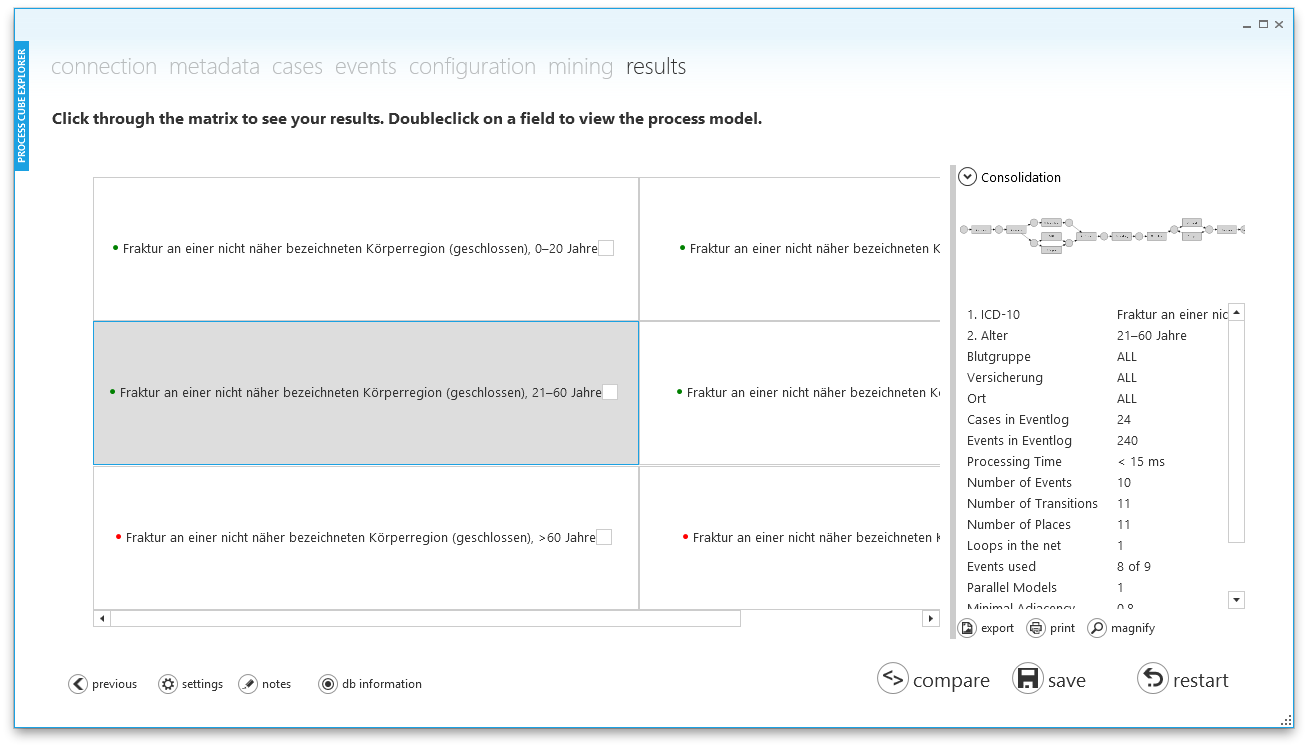 PROCESS CUBE EXPLORER
connection metadata cases events configuration mining results
Click through the matrix to see your results. Doubleclick on a field to view the process model.
Fraktur an einer nicht näher bezeichneten Körperregion (geschlossen), 0–20 Jahre
Fraktur an einer nicht näher bezeichneten K
Fraktur an einer nicht näher bezeichneten Körperregion (geschlossen), 21–60 Jahre
Fraktur an einer nicht näher bezeichneten Kö
Fraktur an einer nicht näher bezeichneten Körperregion (geschlossen), >60 Jahre
Fraktur an einer nicht näher bezeichneten K
Consolidation
1. ICD-10 Fraktur an einer nic
2. Alter 21–60 Jahre
Blutgruppe ALL
Versicherung ALL
Ort ALL
Cases in Eventlog 24
Events in Eventlog 240
Processing Time < 15 ms
Number of Events 10
Number of Transitions 11
Number of Places 11
Loops in the net 1
Events used 8 of 9
Parallel Models 1
Minimal Adjacency 0.8
export print magnify
previous settings notes db information
compare save restart